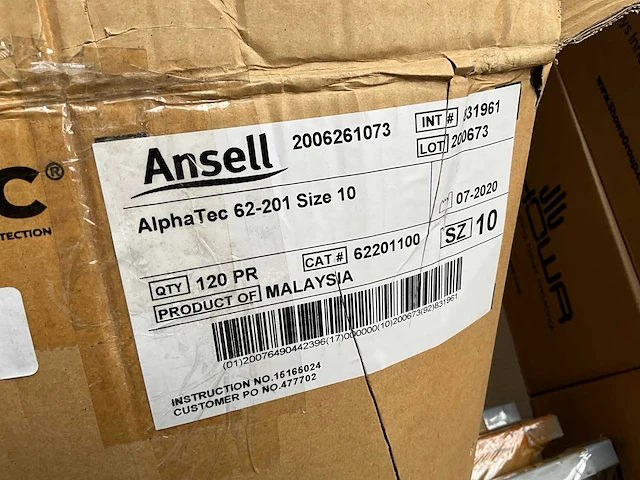 C®
TECTION
Ansell
2006261073
INT # 831961
LOT 200673
AlphaTec 62-201 Size 10
07-2020
QTY 120 PR
CAT # 62201100
SZ 10
PRODUCT OF MALAYSIA
(01)20076490442396(17)000000(10)200673(92)831961
INSTRUCTION NO.15165024
CUSTOMER PO NO.477702